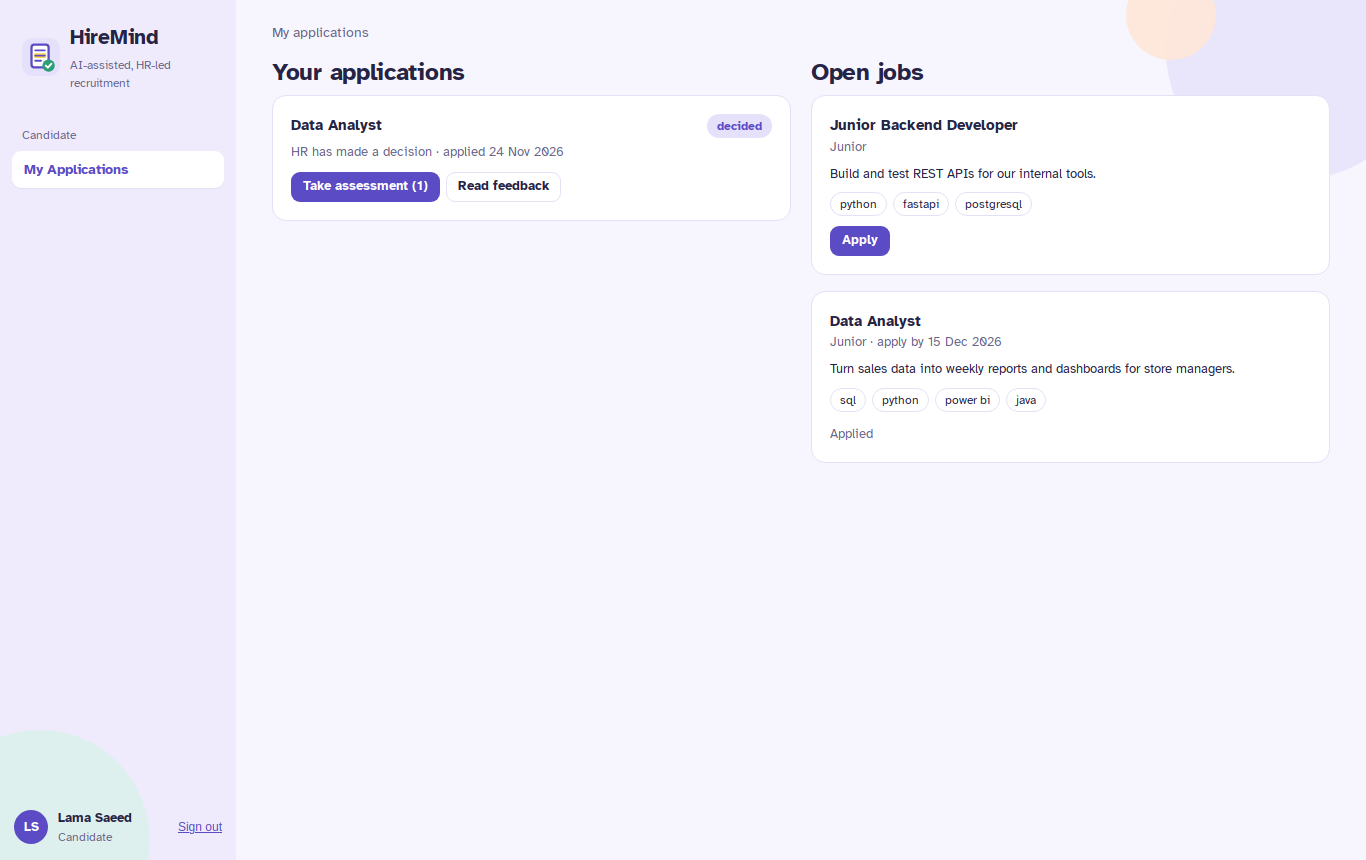 HireMind
AI-assisted, HR-led
recruitment
Candidate
My Applications
My applications
Your applications
Data Analyst
decided
HR has made a decision · applied 24 Nov 2026
Take assessment (1)
Read feedback
Open jobs
Junior Backend Developer
Junior
Build and test REST APIs for our internal tools.
python fastapi postgresql
Apply
Data Analyst
Junior · apply by 15 Dec 2026
Turn sales data into weekly reports and dashboards for store managers.
sql python power bi java
Applied
LS
Lama Saeed
Candidate
Sign out